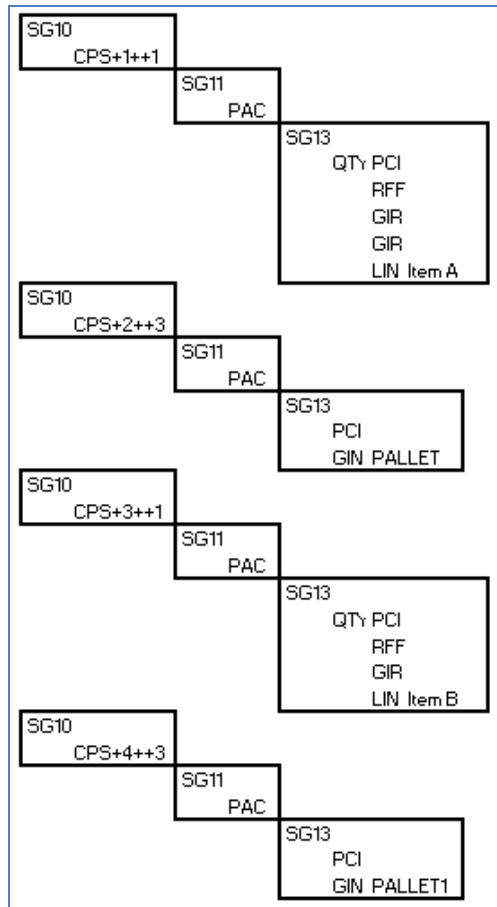 SG10
CPS+1++1
SG11
PAC
SG13
QTY PCI
RFF
GIR
GIR
LIN Item A
SG10
CPS+2++3
SG11
PAC
SG13
PCI
GIN PALLET
SG10
CPS+3++1
SG11
PAC
SG13
QTY PCI
RFF
GIR
LIN Item B
SG10
CPS+4++3
SG11
PAC
SG13
PCI
GIN PALLET1